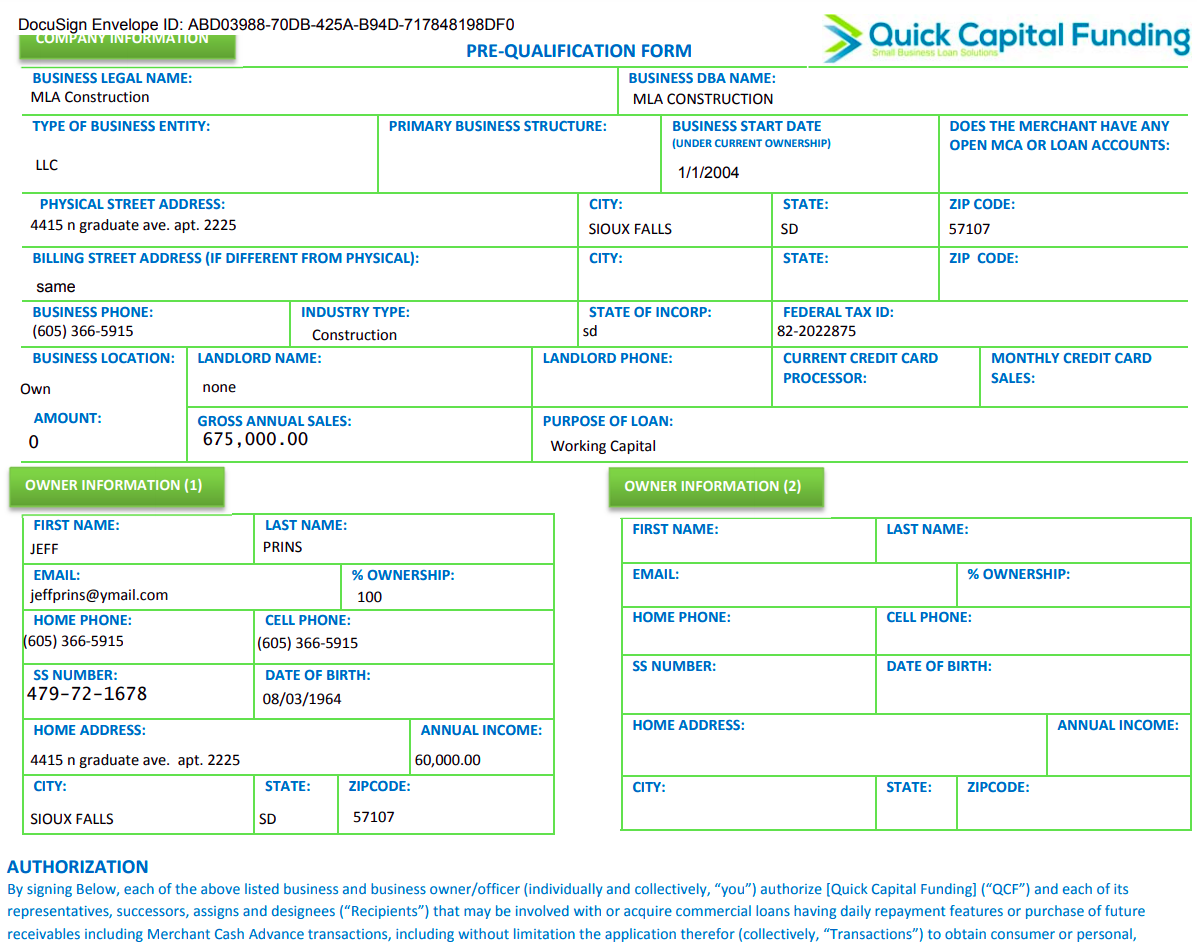 DocuSign Envelope ID: ABD03988-70DB-425A-B94D-717848198DF0
COMPANY INFORMATION
PRE-QUALIFICATION FORM
Quick Capital Funding
Small Business Loan Solutions
BUSINESS LEGAL NAME: BUSINESS DBA NAME:
MLA Construction MLA CONSTRUCTION
TYPE OF BUSINESS ENTITY: PRIMARY BUSINESS STRUCTURE: BUSINESS START DATE DOES THE MERCHANT HAVE ANY
(UNDER CURRENT OWNERSHIP) OPEN MCA OR LOAN ACCOUNTS:
LLC 1/1/2004
PHYSICAL STREET ADDRESS: CITY: STATE: ZIP CODE:
4415 n graduate ave. apt. 2225 SIOUX FALLS SD 57107
BILLING STREET ADDRESS (IF DIFFERENT FROM PHYSICAL): CITY: STATE: ZIP CODE:
same
BUSINESS PHONE: INDUSTRY TYPE: STATE OF INCORP: FEDERAL TAX ID:
(605) 366-5915 Construction sd 82-2022875
BUSINESS LOCATION: LANDLORD NAME: LANDLORD PHONE: CURRENT CREDIT CARD MONTHLY CREDIT CARD
PROCESSOR: SALES:
Own none
AMOUNT: GROSS ANNUAL SALES: PURPOSE OF LOAN:
0 675,000.00 Working Capital
OWNER INFORMATION (1) OWNER INFORMATION (2)
FIRST NAME: LAST NAME: FIRST NAME: LAST NAME:
JEFF PRINS
EMAIL: % OWNERSHIP: EMAIL: % OWNERSHIP:
jeffprins@ymail.com 100
HOME PHONE: CELL PHONE: HOME PHONE: CELL PHONE:
(605) 366-5915 (605) 366-5915
SS NUMBER: DATE OF BIRTH: SS NUMBER: DATE OF BIRTH:
479-72-1678 08/03/1964
HOME ADDRESS: ANNUAL INCOME: HOME ADDRESS: ANNUAL INCOME:
4415 n graduate ave. apt. 2225 60,000.00
CITY: STATE: ZIPCODE: CITY: STATE: ZIPCODE:
SIOUX FALLS SD 57107
AUTHORIZATION
By signing Below, each of the above listed business and business owner/officer (individually and collectively, “you”) authorize [Quick Capital Funding] (“QCF”) and each of its
representatives, successors, assigns and designees (“Recipients”) that may be involved with or acquire commercial loans having daily repayment features or purchase of future
receivables including Merchant Cash Advance transactions, including without limitation the application therefor (collectively, “Transactions”) to obtain consumer or personal,